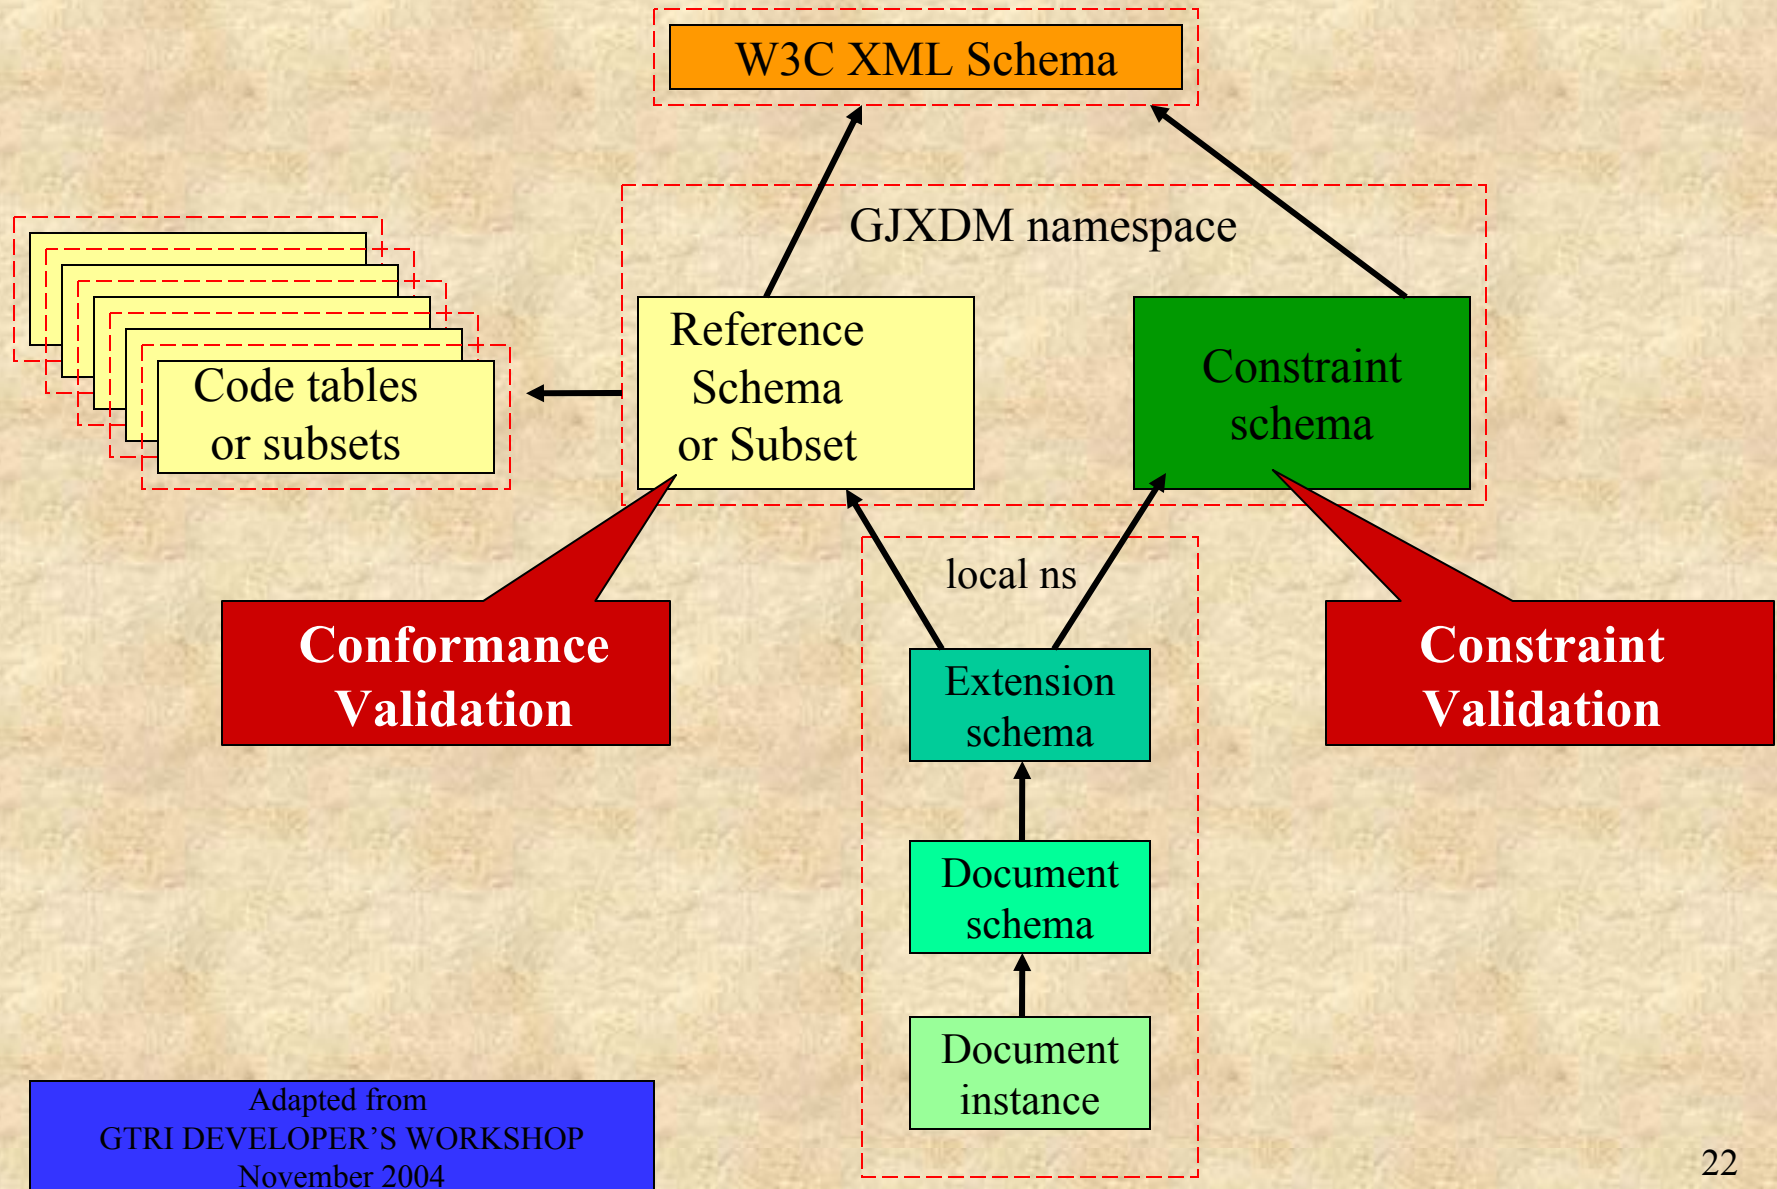 W3C XML Schema
GJXDM namespace
Code tables
or subsets
Reference
Schema
or Subset
Constraint
schema
local ns
Conformance
Validation
Constraint
Validation
Extension
schema
Document
schema
Document
instance
Adapted from
GTRI DEVELOPER’S WORKSHOP
November 2004
22